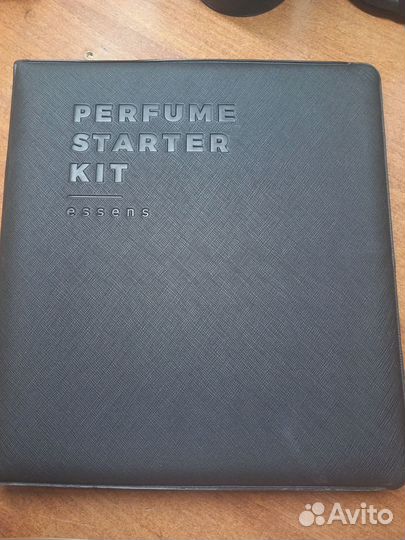 PERFUME
STARTER
KIT
essens
Avito